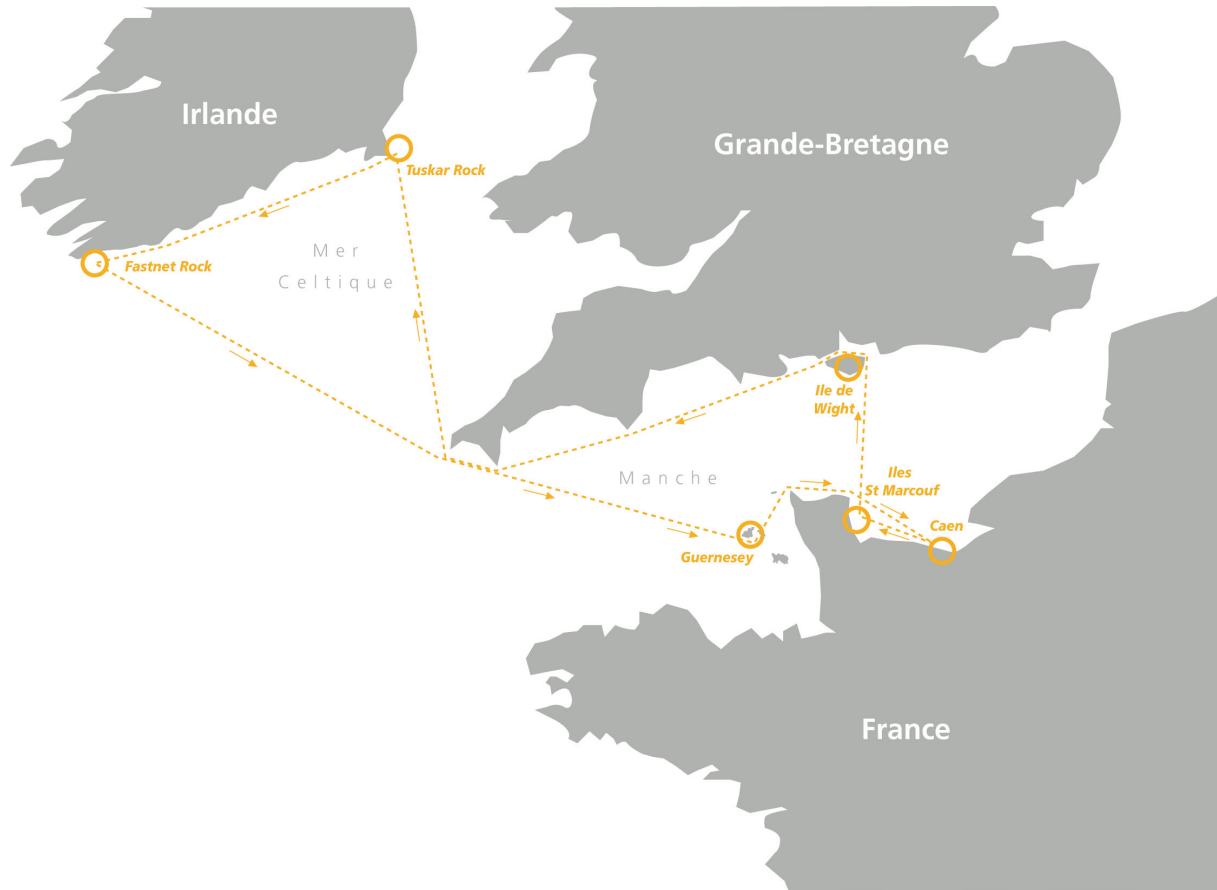 Irlande
Grande-Bretagne
Tuskar Rock
Mer
Celtique
Fastnet Rock
Ile de
Wight
Manche
Iles
St Marcouf
Caen
Guernesey
France